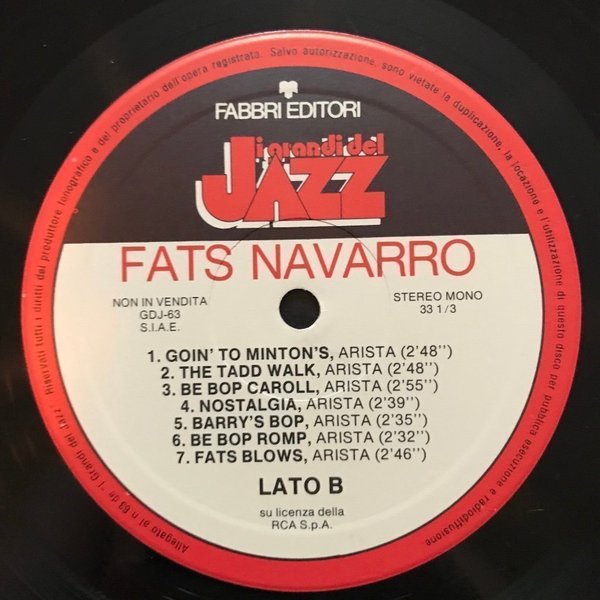 Riservati tutti i diritti del produttore fonografico e del proprietario dell'opera registrata. Salvo autorizzazione, sono vietate la duplicazione, la locazione e l'utilizzazione di questo disco per pubblica esecuzione e radiodiffusione
FABBRI EDITORI
i grandi del
JAZZ
FATS NAVARRO
NON IN VENDITA
GDJ-63
S.I.A.E.
STEREO MONO
33 1/3
1. GOIN' TO MINTON'S, ARISTA (2'48'')
2. THE TADD WALK, ARISTA (2'48'')
3. BE BOP CAROLL, ARISTA (2'55'')
4. NOSTALGIA, ARISTA (2'39'')
5. BARRY'S BOP, ARISTA (2'35'')
6. BE BOP ROMP, ARISTA (2'32'')
7. FATS BLOWS, ARISTA (2'46'')
LATO B
su licenza della
RCA S.p.A.
Allegato al n. 63 de "I Grandi del Jazz"